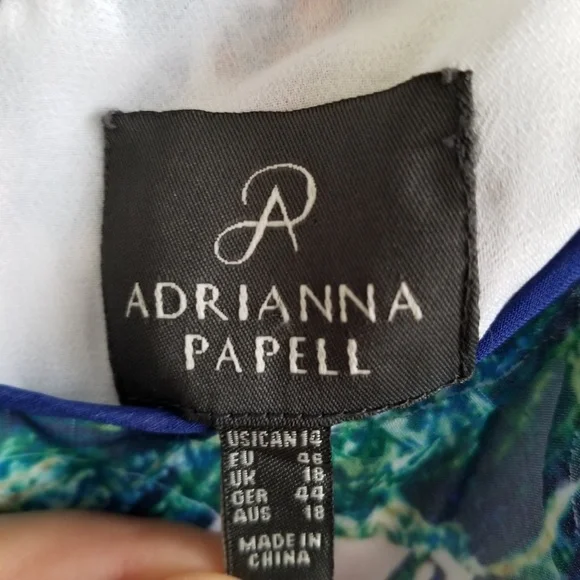 AP
ADRIANNA
PAPELL
US|CAN 14
EU 46
UK 18
GER 44
AUS 18
MADE IN
CHINA